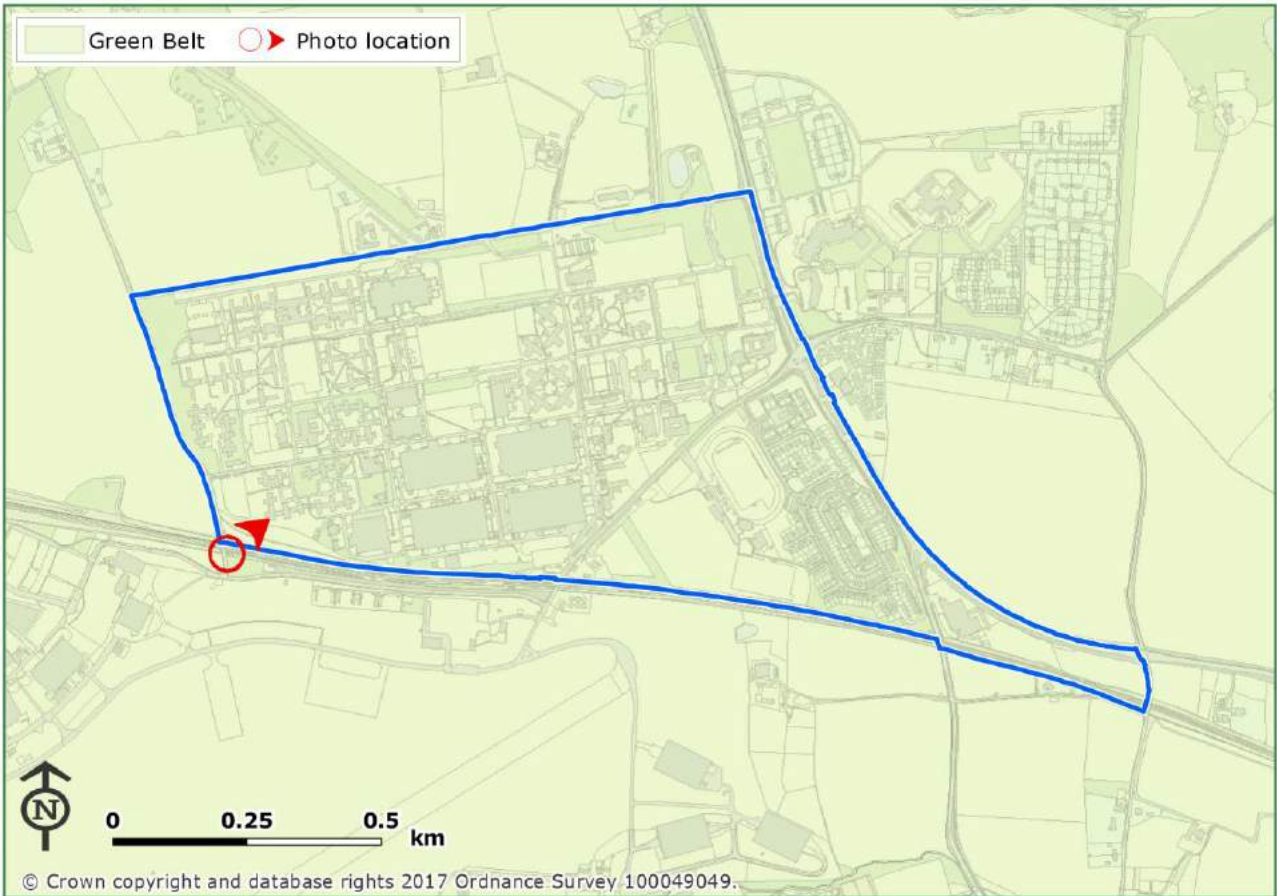 Green Belt Photo location
N
0 0.25 0.5
km
© Crown copyright and database rights 2017 Ordnance Survey 100049049.